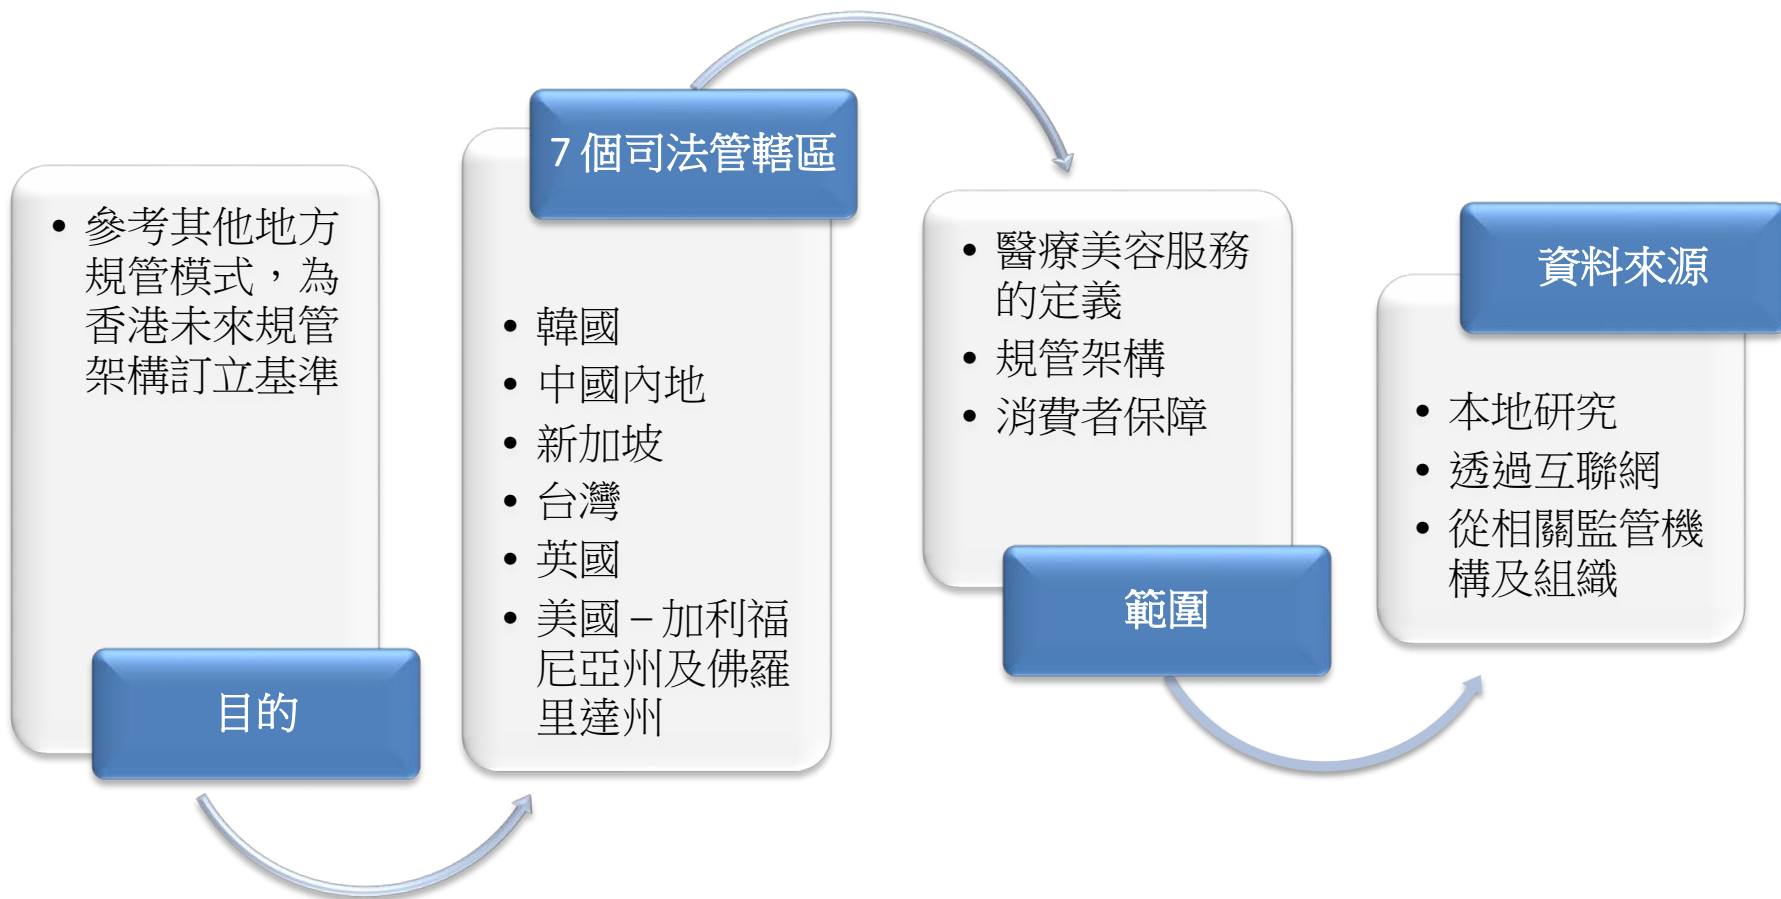 • 參考其他地方
規管模式，為
香港未來規管
架構訂立基準
目的
7 個司法管轄區
• 韓國
• 中國內地
• 新加坡
• 台灣
• 英國
• 美國 – 加利福
尼亞州及佛羅
里達州
• 醫療美容服務
的定義
• 規管架構
• 消費者保障
範圍
資料來源
• 本地研究
• 透過互聯網
• 從相關監管機
構及組織